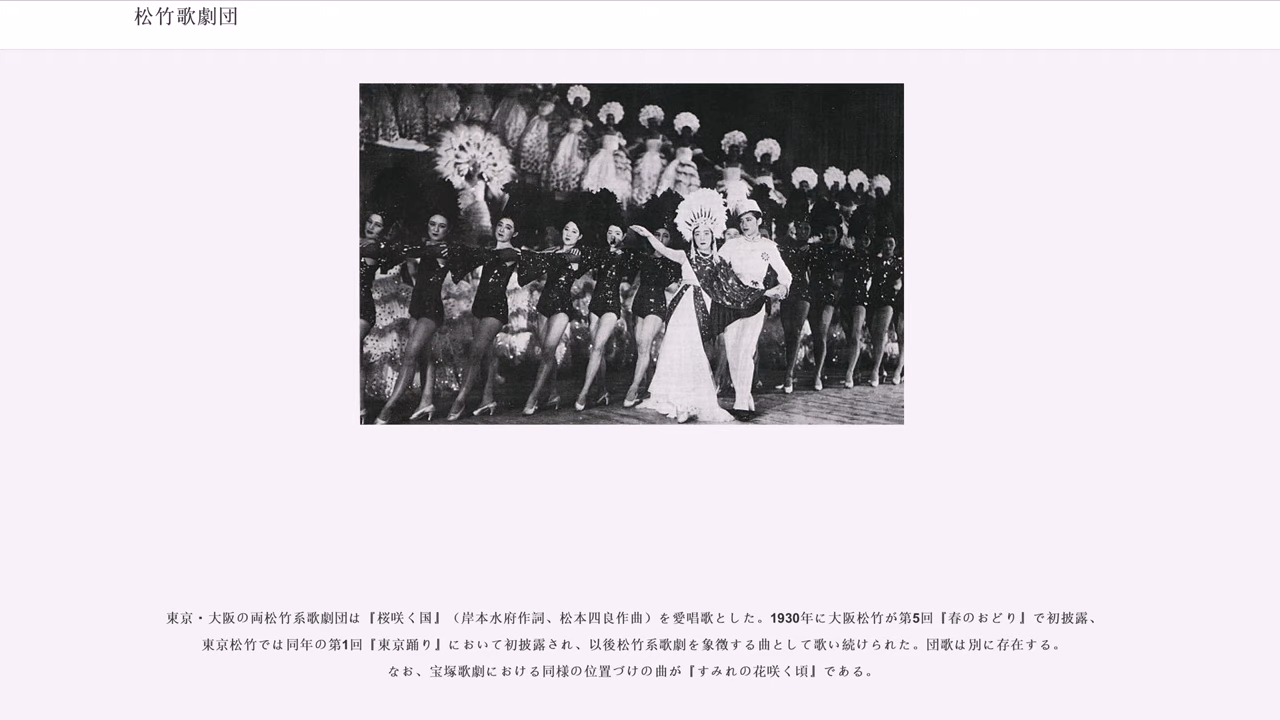 松竹歌劇団
東京・大阪の両松竹系歌劇団は『桜咲く国』（岸本水府作詞、松本四良作曲）を愛唱歌とした。1930年に大阪松竹が第5回『春のおどり』で初披露、
東京松竹では同年の第1回『東京踊り』において初披露され、以後松竹系歌劇を象徴する曲として歌い続けられた。団歌は別に存在する。
なお、宝塚歌劇における同様の位置づけの曲が『すみれの花咲く頃』である。